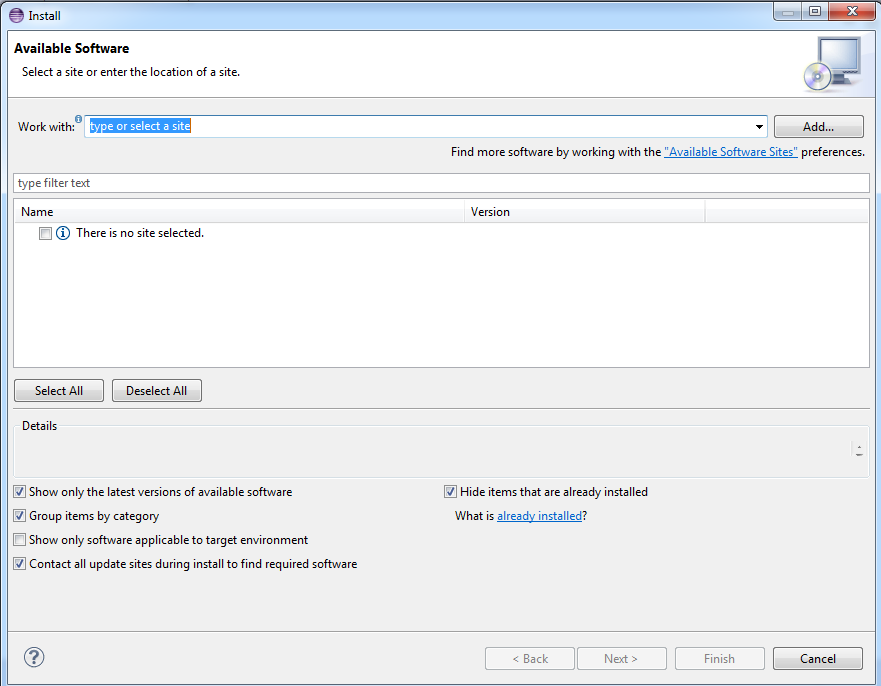 Install
Available Software
Select a site or enter the location of a site.
Work with: type or select a site Add...
Find more software by working with the "Available Software Sites" preferences.
type filter text
Name Version
There is no site selected.
Select All Deselect All
Details
Show only the latest versions of available software Hide items that are already installed
Group items by category What is already installed?
Show only software applicable to target environment
Contact all update sites during install to find required software
? < Back Next > Finish Cancel